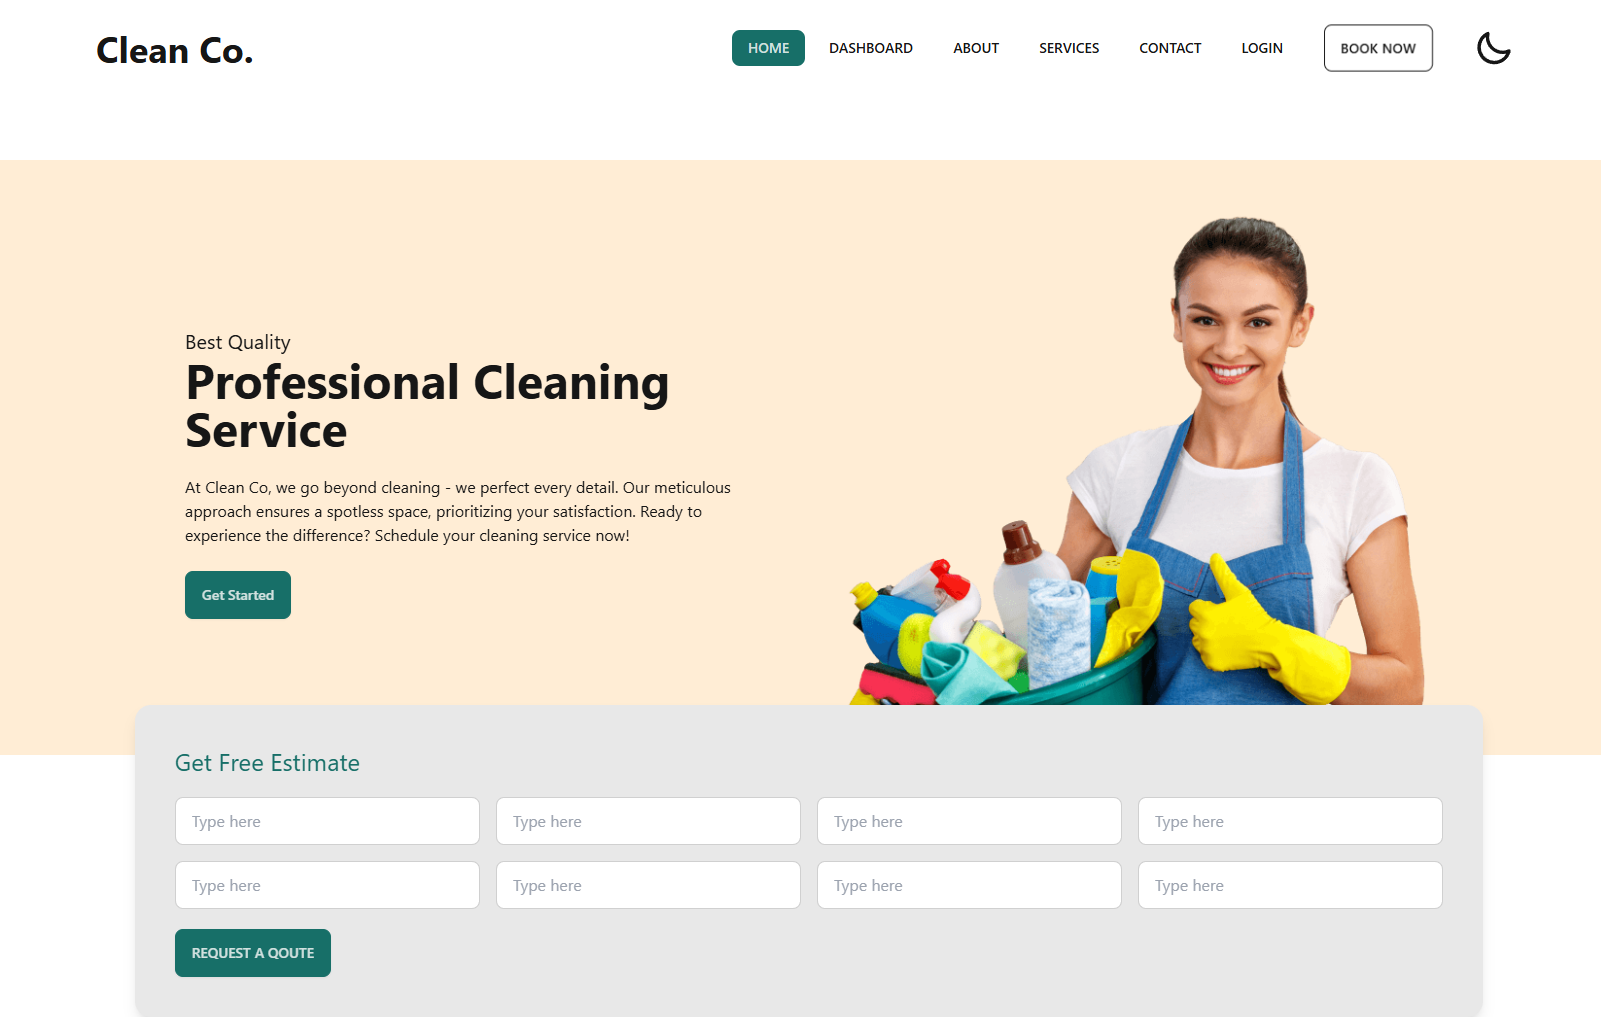 Clean Co.
HOME DASHBOARD ABOUT SERVICES CONTACT LOGIN BOOK NOW
Best Quality
Professional Cleaning
Service
At Clean Co, we go beyond cleaning - we perfect every detail. Our meticulous
approach ensures a spotless space, prioritizing your satisfaction. Ready to
experience the difference? Schedule your cleaning service now!
Get Started
Get Free Estimate
Type here Type here Type here Type here
Type here Type here Type here Type here
REQUEST A QOUTE